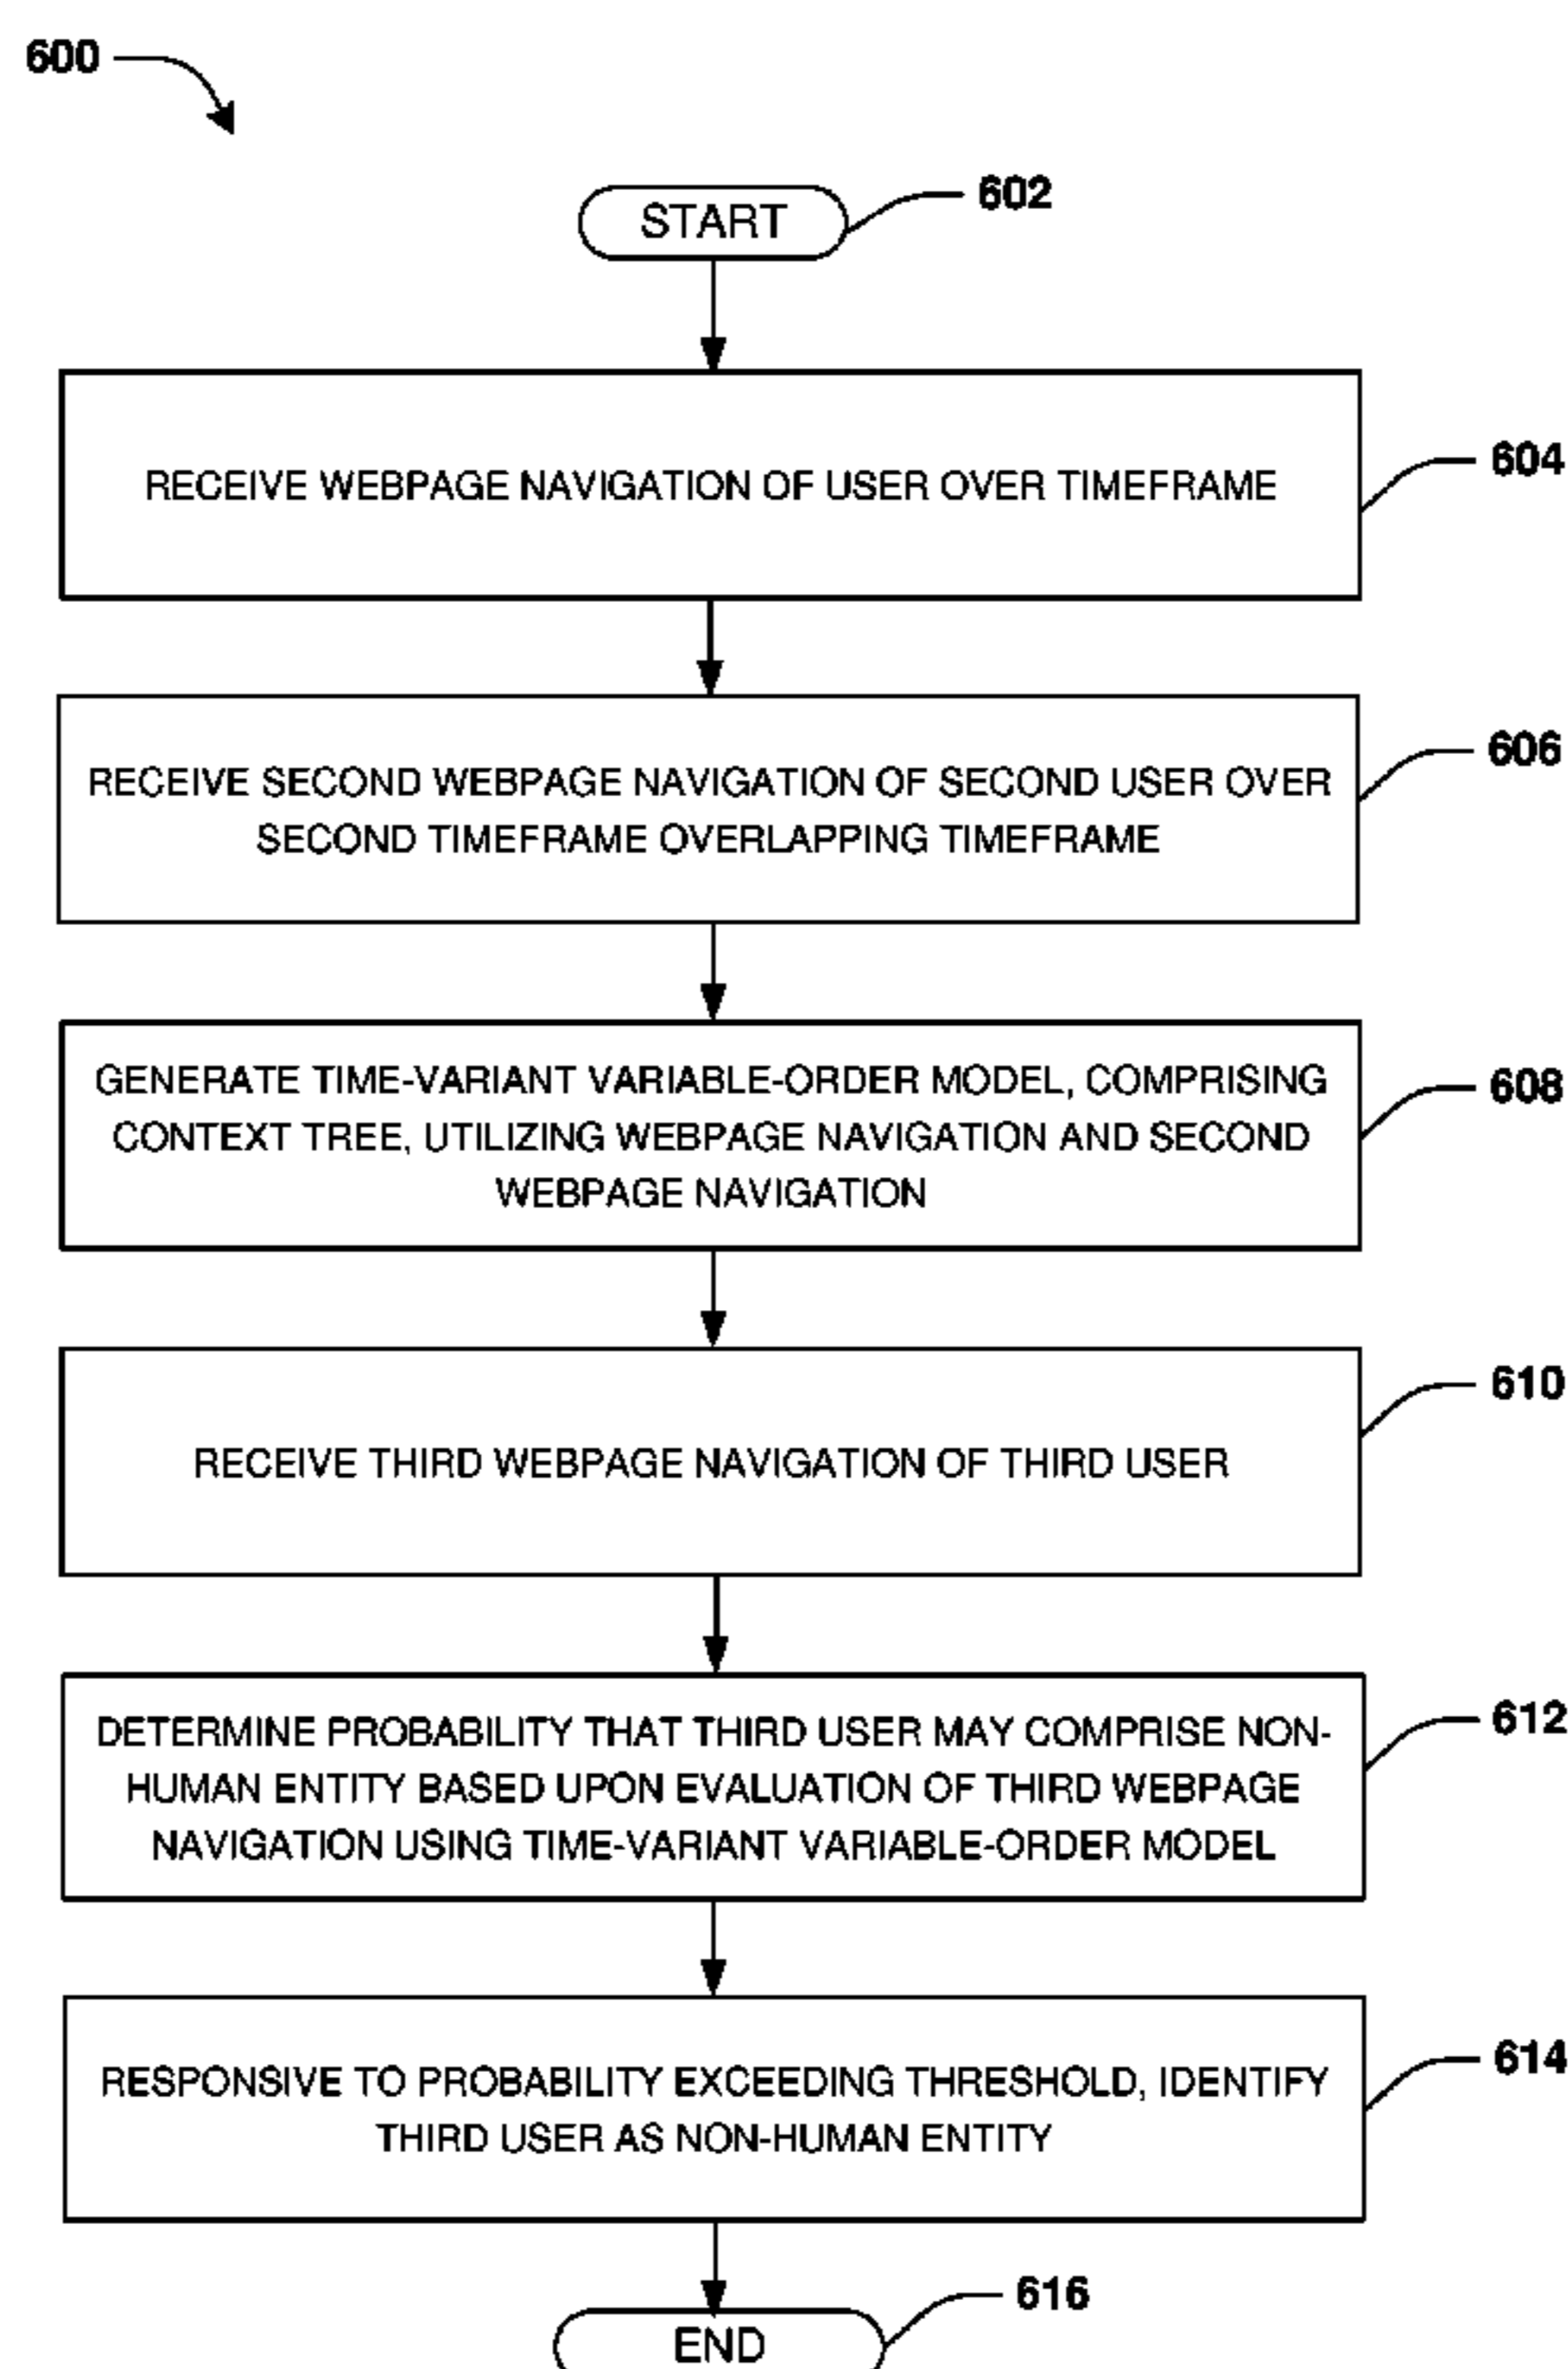 600
START
602
RECEIVE WEBPAGE NAVIGATION OF USER OVER TIMEFRAME
604
RECEIVE SECOND WEBPAGE NAVIGATION OF SECOND USER OVER
SECOND TIMEFRAME OVERLAPPING TIMEFRAME
606
GENERATE TIME-VARIANT VARIABLE-ORDER MODEL, COMPRISING
CONTEXT TREE, UTILIZING WEBPAGE NAVIGATION AND SECOND
WEBPAGE NAVIGATION
608
RECEIVE THIRD WEBPAGE NAVIGATION OF THIRD USER
610
DETERMINE PROBABILITY THAT THIRD USER MAY COMPRISE NON-
HUMAN ENTITY BASED UPON EVALUATION OF THIRD WEBPAGE
NAVIGATION USING TIME-VARIANT VARIABLE-ORDER MODEL
612
RESPONSIVE TO PROBABILITY EXCEEDING THRESHOLD, IDENTIFY
THIRD USER AS NON-HUMAN ENTITY
614
END
616